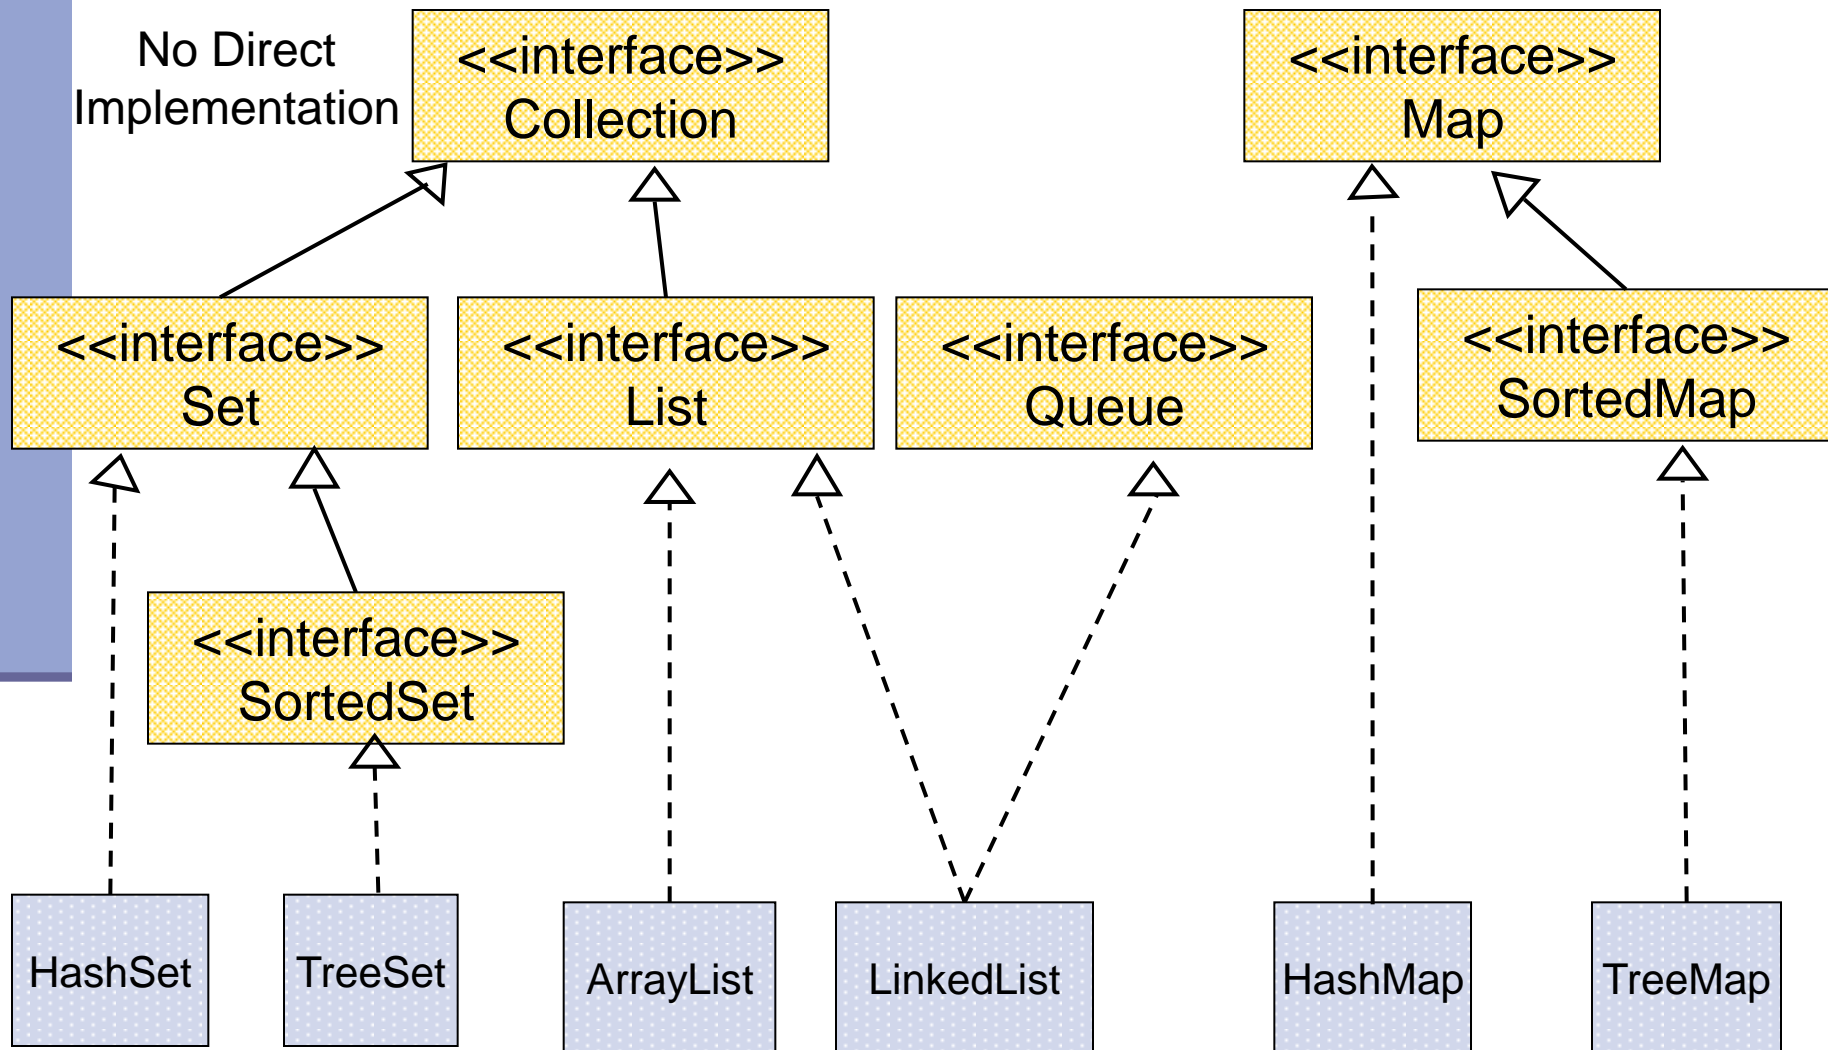 No Direct
Implementation
<<interface>>
Collection
<<interface>>
Map
<<interface>>
Set
<<interface>>
List
<<interface>>
Queue
<<interface>>
SortedMap
<<interface>>
SortedSet
HashSet
TreeSet
ArrayList
LinkedList
HashMap
TreeMap